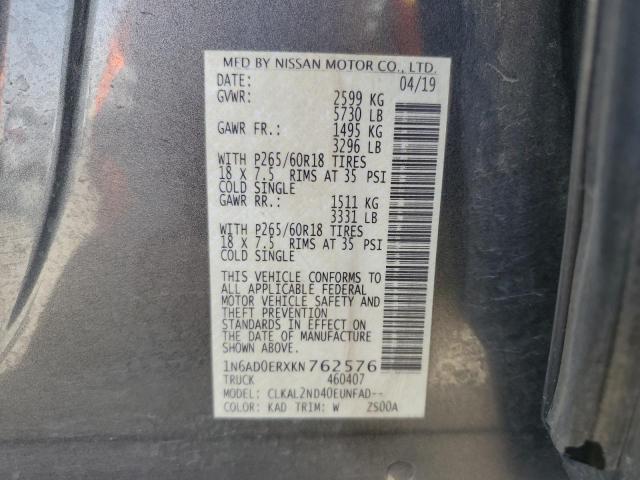 MFD BY NISSAN MOTOR CO., LTD.
DATE: 04/19
GVWR: 2599 KG
5730 LB
GAWR FR.: 1495 KG
3296 LB
WITH P265/60R18 TIRES
18 X 7.5 RIMS AT 35 PSI
COLD SINGLE
GAWR RR.: 1511 KG
3331 LB
WITH P265/60R18 TIRES
18 X 7.5 RIMS AT 35 PSI
COLD SINGLE
THIS VEHICLE CONFORMS TO
ALL APPLICABLE FEDERAL
MOTOR VEHICLE SAFETY AND
THEFT PREVENTION
STANDARDS IN EFFECT ON
THE DATE OF MANUFACTURE
SHOWN ABOVE.
1N6AD0ERXKN762576
TRUCK 460407
MODEL: CLKAL2ND40EUNFAD--
COLOR: KAD TRIM: W ZS00A